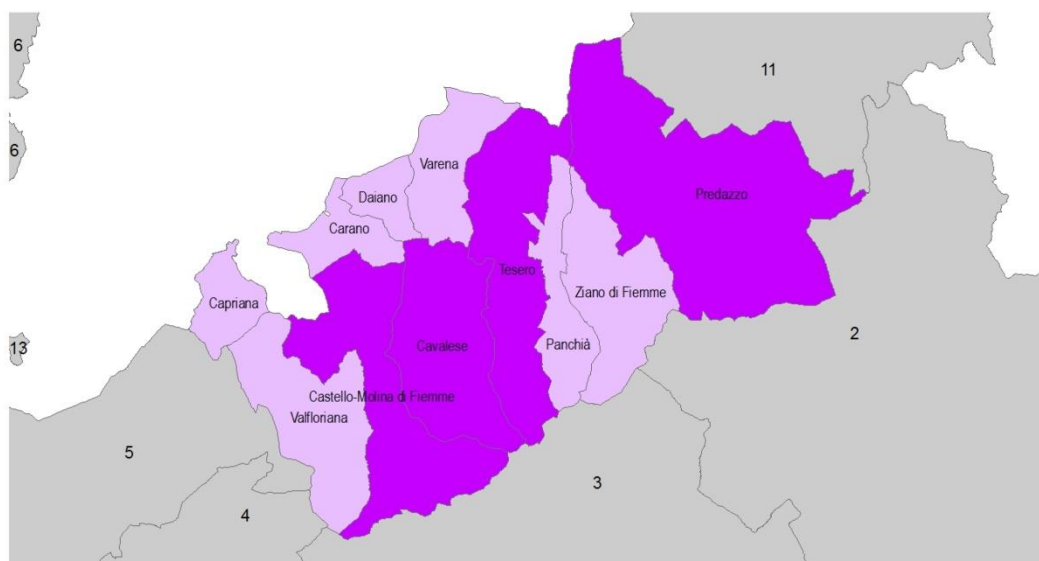 6
11
6
Varena
Daiano
Predazzo
Carano
Tesero
Capriana
Ziano di Fiemme
2
13
Cavalese
Panchià
Castello-Molina di Fiemme
Valfloriana
5
3
4